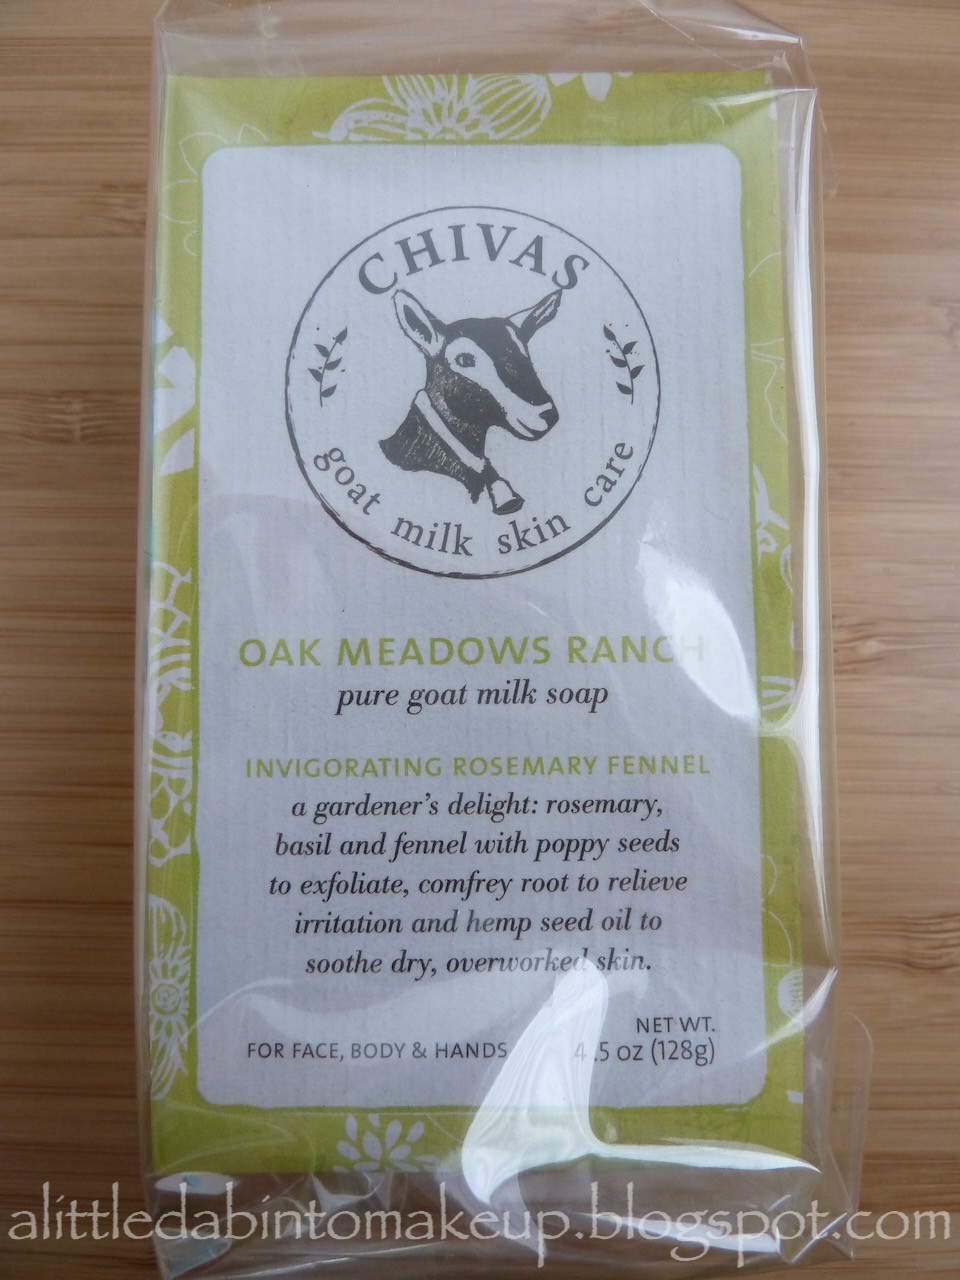 CHIVAS
goat milk skin care
OAK MEADOWS RANCH
pure goat milk soap
INVIGORATING ROSEMARY FENNEL
a gardener's delight: rosemary,
basil and fennel with poppy seeds
to exfoliate, comfrey root to relieve
irritation and hemp seed oil to
soothe dry, overworked skin.
NET WT.
FOR FACE, BODY & HANDS 4.5 oz (128g)
alittledabintomakeup.blogspot.com